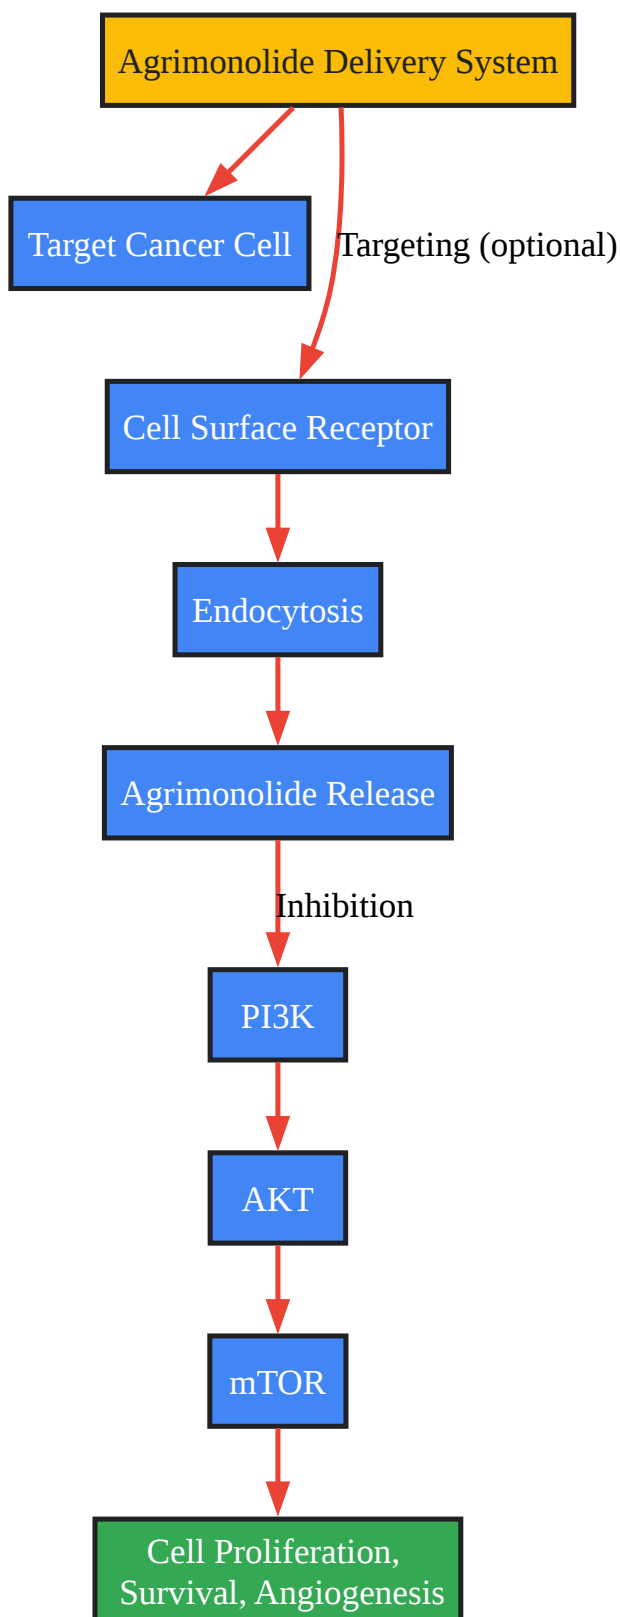 Agrimonolide Delivery System
Target Cancer Cell
Targeting (optional)
Cell Surface Receptor
Endocytosis
Agrimonolide Release
Inhibition
PI3K
AKT
mTOR
Cell Proliferation,
Survival, Angiogenesis